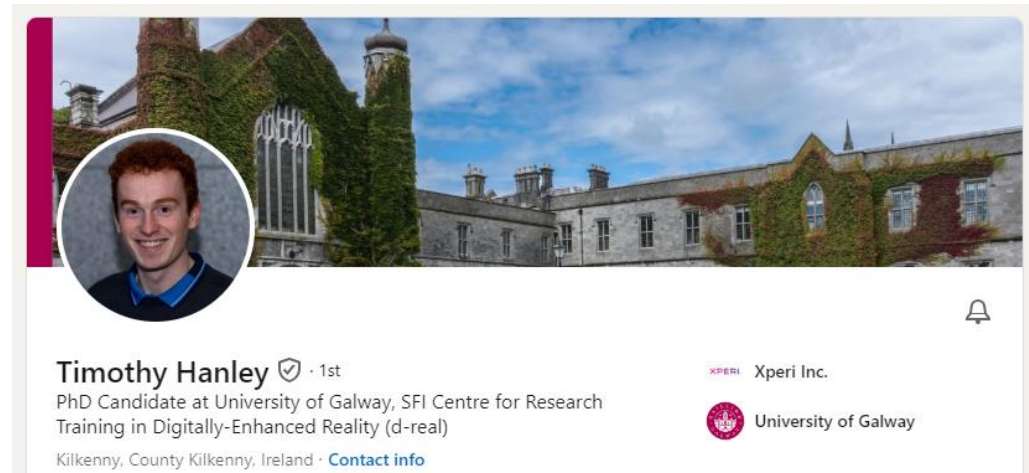 Timothy Hanley · 1st
PhD Candidate at University of Galway, SFI Centre for Research
Training in Digitally-Enhanced Reality (d-real)
Kilkenny, County Kilkenny, Ireland · Contact info
XPERI Xperi Inc.
University of Galway